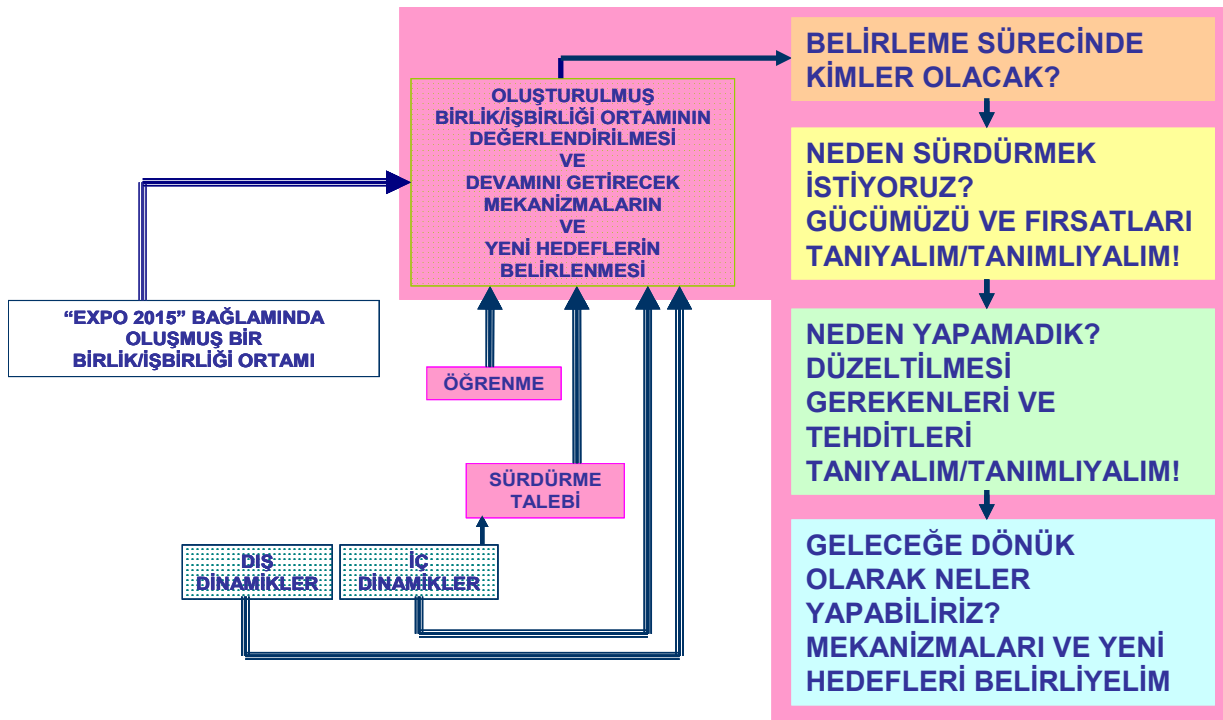 "EXPO 2015" BAĞLAMINDA
OLUŞMUŞ BİR
BİRLİK/İŞBİRLİĞİ ORTAMI
OLUŞTURULMUŞ
BİRLİK/İŞBİRLİĞİ ORTAMININ
DEĞERLENDİRİLMESİ
VE
DEVAMINI GETİRECEK
MEKANİZMALARIN
VE
YENİ HEDEFLERİN
BELİRLENMESİ
ÖĞRENME
SÜRDÜRME
TALEBİ
DIŞ
DİNAMİKLER
İÇ
DİNAMİKLER
BELİRLEME SÜRECİNDE
KİMLER OLACAK?
NEDEN SÜRDÜRMEK
İSTİYORUZ?
GÜCÜMÜZÜ VE FIRSATLARI
TANIYALIM/TANIMLIYALIM!
NEDEN YAPAMADIK?
DÜZELTİLMESİ
GEREKENLERİ VE
TEHDİTLERİ
TANIYALIM/TANIMLIYALIM!
GELECEĞE DÖNÜK
OLARAK NELER
YAPABİLİRİZ?
MEKANİZMALARI VE YENİ
HEDEFLERİ BELİRLİYELİM